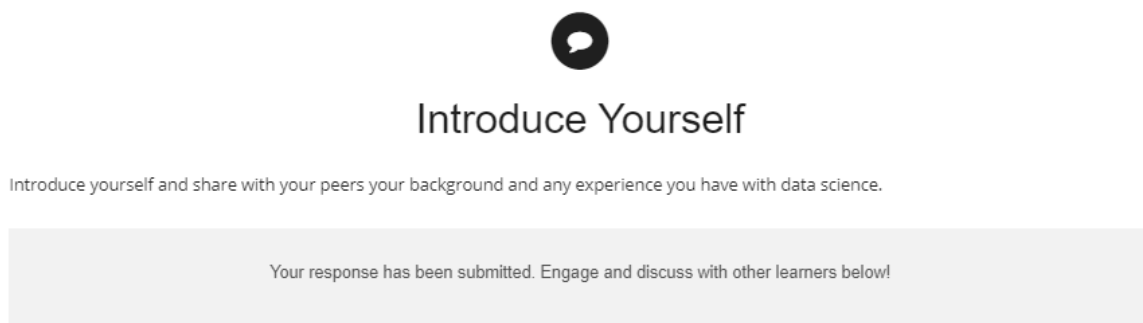 Introduce Yourself
Introduce yourself and share with your peers your background and any experience you have with data science.
Your response has been submitted. Engage and discuss with other learners below!